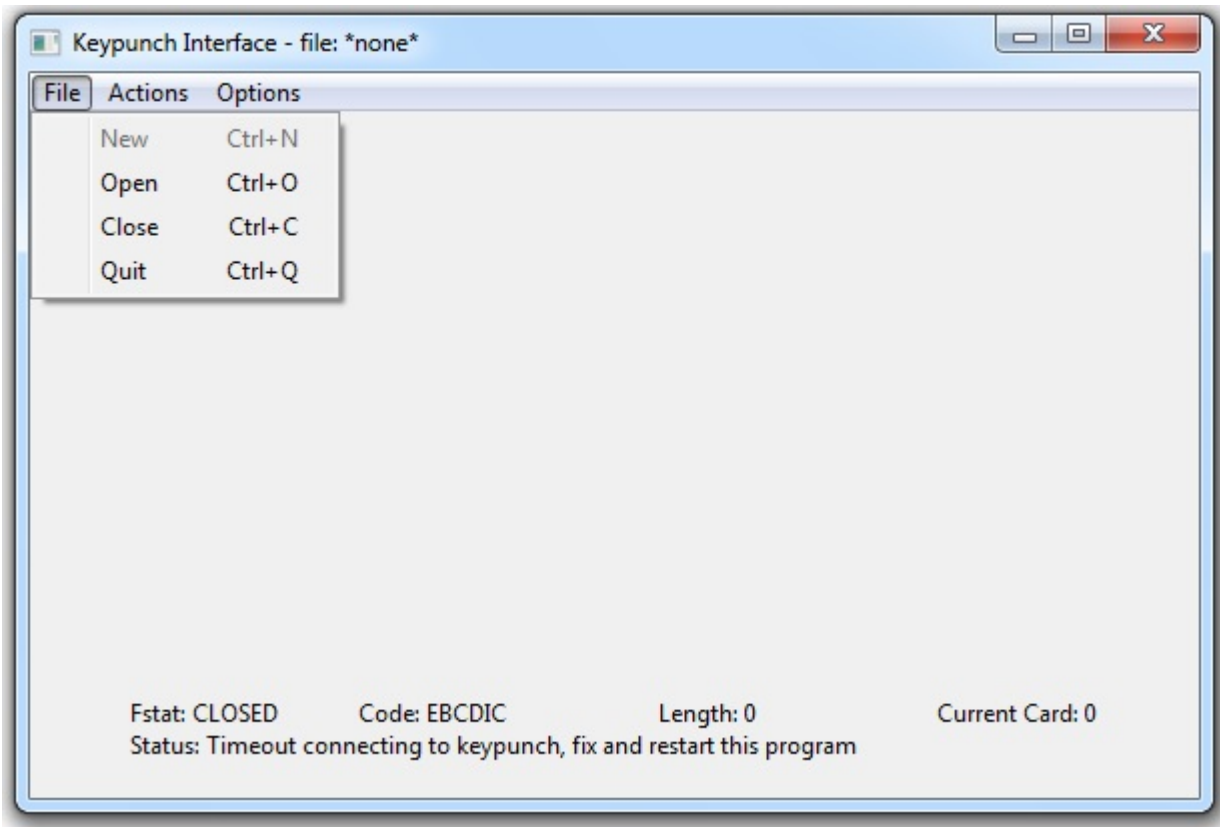 Keypunch Interface - file: *none*
File Actions Options
New Ctrl+N
Open Ctrl+O
Close Ctrl+C
Quit Ctrl+Q
Fstat: CLOSED Code: EBCDIC Length: 0 Current Card: 0
Status: Timeout connecting to keypunch, fix and restart this program